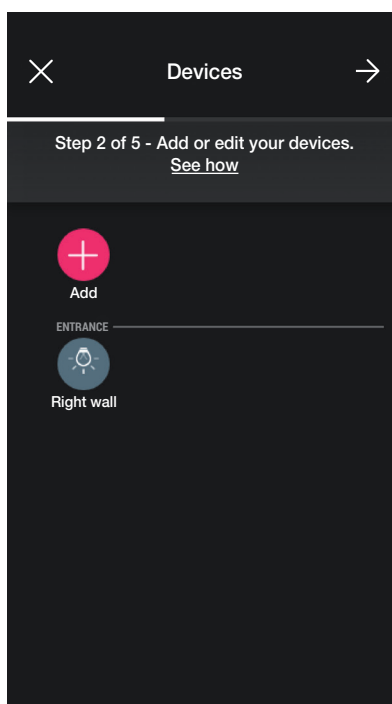 Devices
Step 2 of 5 - Add or edit your devices.
See how
Add
ENTRANCE
Right wall